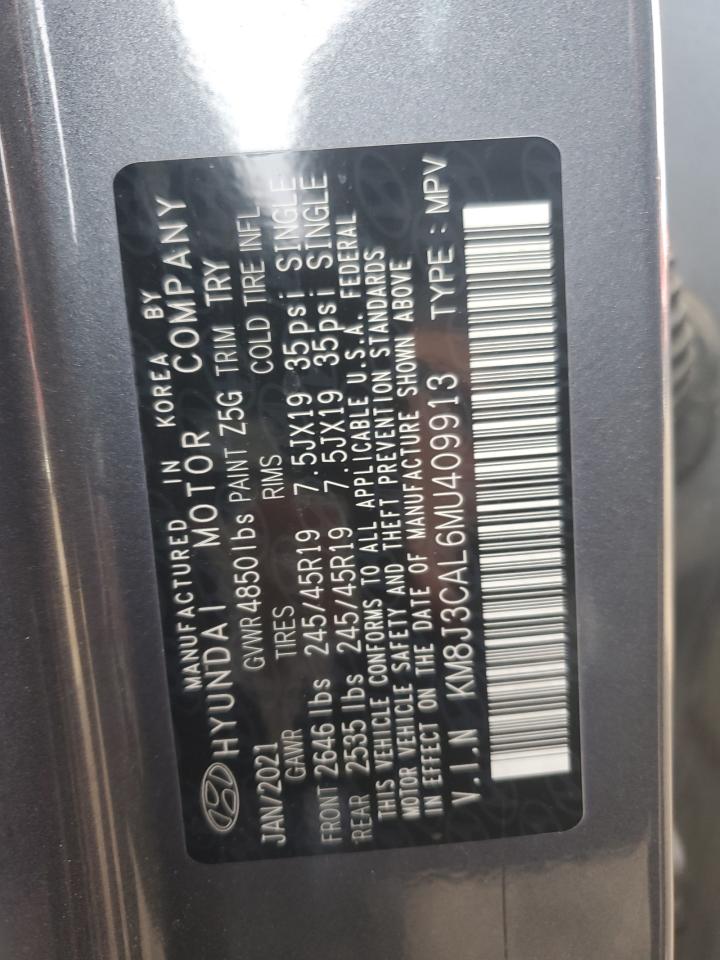 MANUFACTURED IN KOREA BY
HYUNDAI MOTOR COMPANY
JAN/2021 GVWR 4850lbs PAINT Z5G TRIM TRY
GAWR TIRES RIMS COLD TIRE INFL
FRONT 2646 lbs 245/45R19 7.5JX19 35psi SINGLE
REAR 2535 lbs 245/45R19 7.5JX19 35psi SINGLE
THIS VEHICLE CONFORMS TO ALL APPLICABLE U.S.A. FEDERAL
MOTOR VEHICLE SAFETY AND THEFT PREVENTION STANDARDS
IN EFFECT ON THE DATE OF MANUFACTURE SHOWN ABOVE
V.I.N KM8J3CAL6MU409913 TYPE : MPV